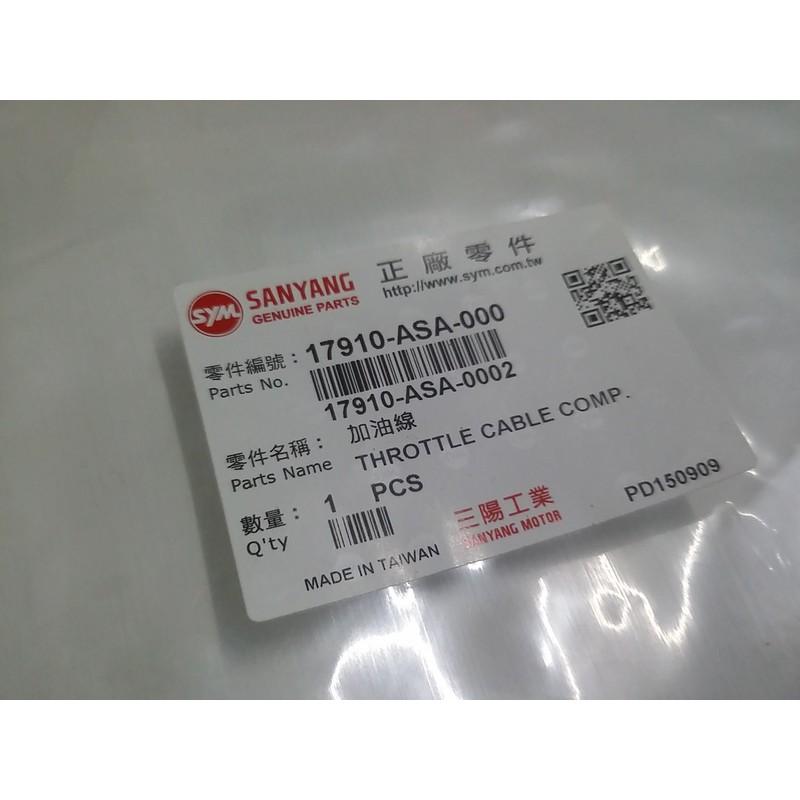 SYM
SANYANG
GENUINE PARTS
正廠零件
http://www.sym.com.tw
零件編號：17910-ASA-000
Parts No.
17910-ASA-0002
零件名稱：加油線
Parts Name THROTTLE CABLE COMP.
數量：1 PCS
Q'ty
三陽工業
SANYANG MOTOR
MADE IN TAIWAN
PD150909